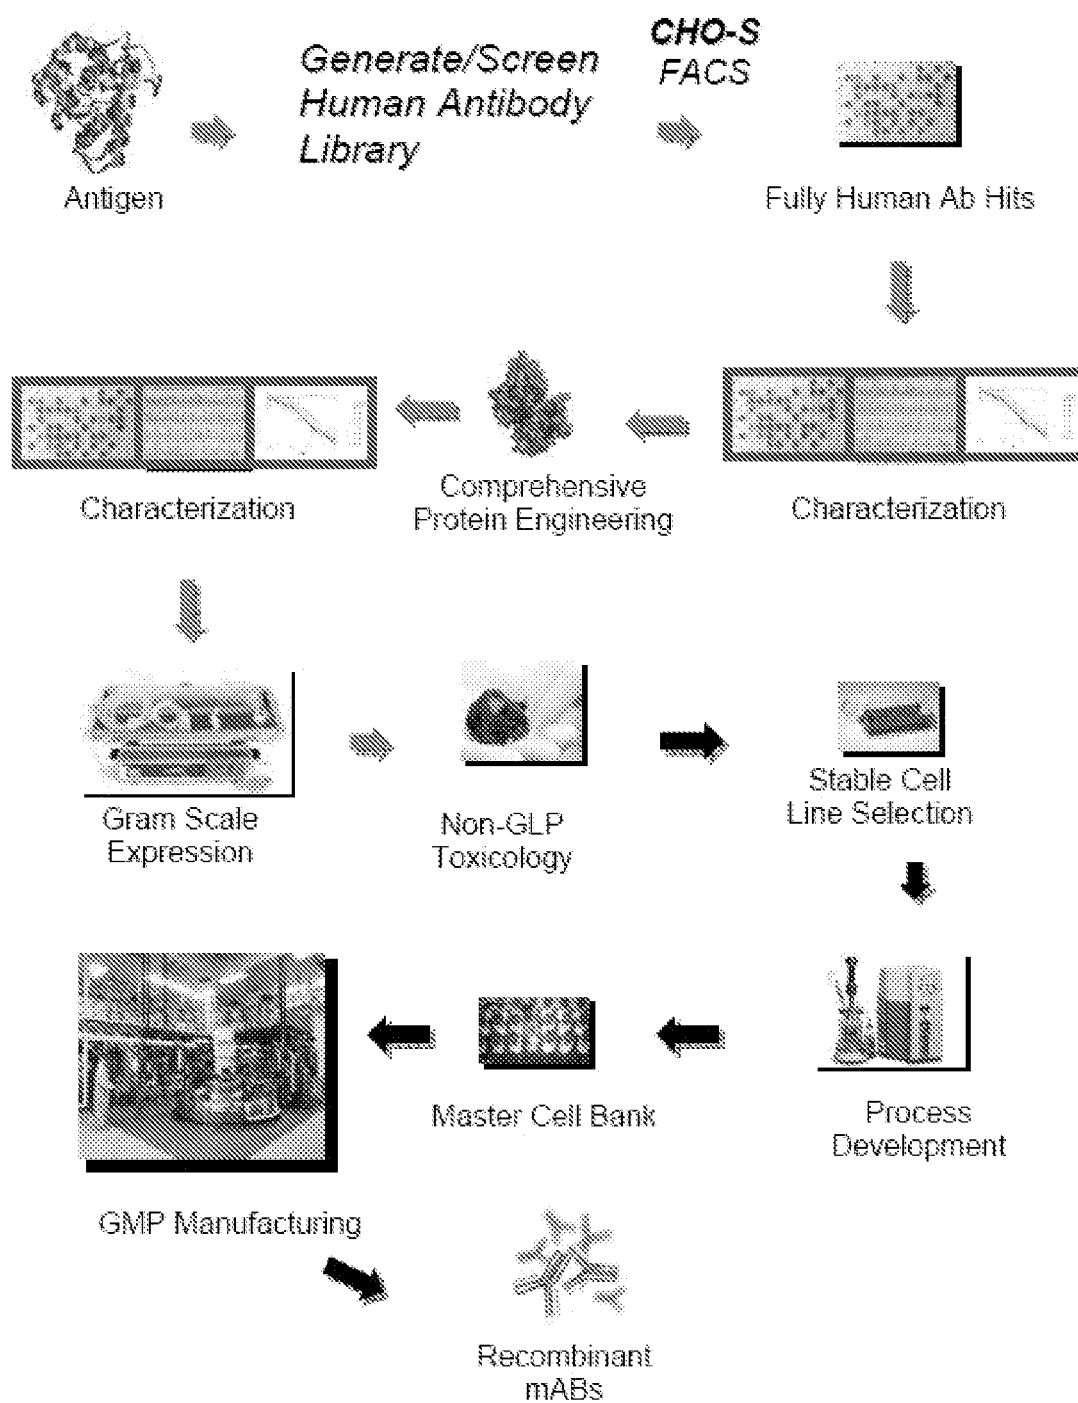 CHO-S
FACS
Generate/Screen
Human Antibody
Library
Antigen
Fully Human Ab Hits
Characterization
Comprehensive
Protein Engineering
Characterization
Gram Scale
Expression
Non-GLP
Toxicology
Stable Cell
Line Selection
GMP Manufacturing
Master Cell Bank
Process
Development
Recombinant
mABs